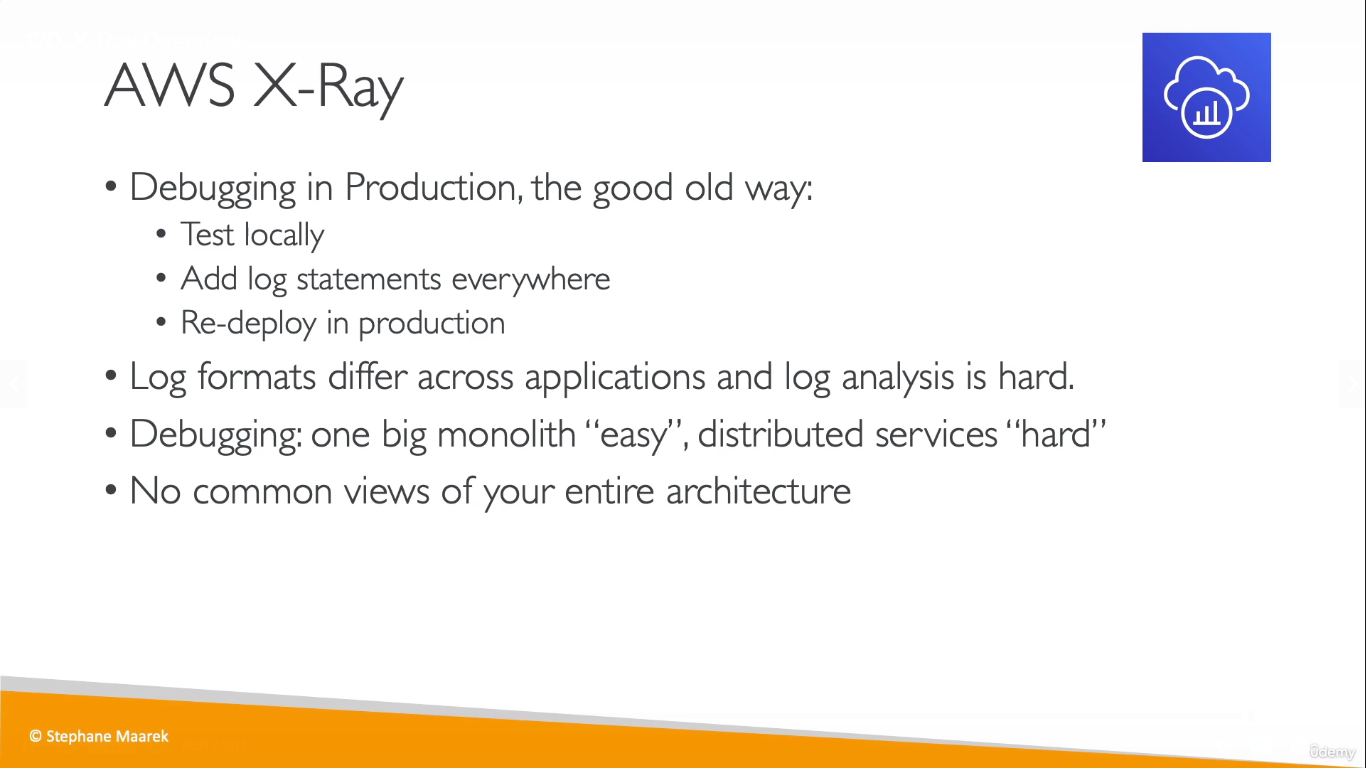 AWS X-Ray
• Debugging in Production, the good old way:
• Test locally
• Add log statements everywhere
• Re-deploy in production
• Log formats differ across applications and log analysis is hard.
• Debugging: one big monolith “easy”, distributed services “hard”
• No common views of your entire architecture
© Stephane Maarek
ûdemy